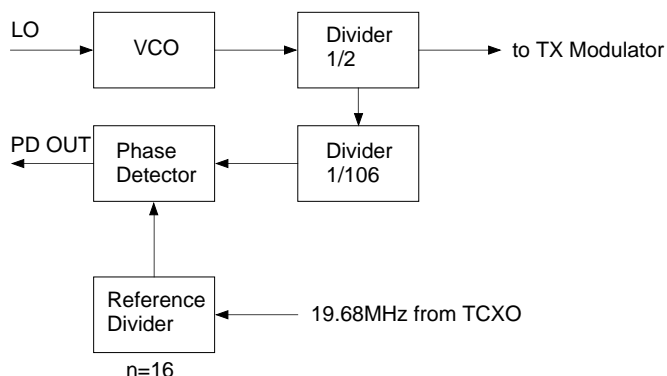 LO
VCO
Divider
1/2
to TX Modulator
PD OUT
Phase
Detector
Divider
1/106
Reference
Divider
19.68MHz from TCXO
n=16